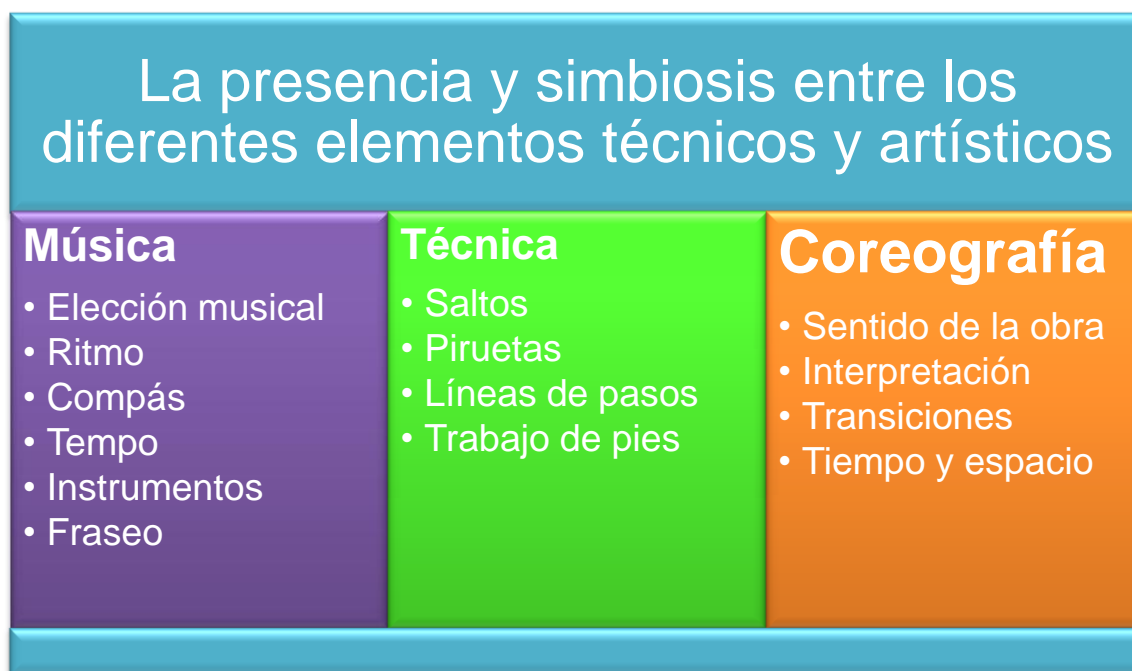 La presencia y simbiosis entre los
diferentes elementos técnicos y artísticos
Música
• Elección musical
• Ritmo
• Compás
• Tempo
• Instrumentos
• Fraseo
Técnica
• Saltos
• Piruetas
• Líneas de pasos
• Trabajo de pies
Coreografía
• Sentido de la obra
• Interpretación
• Transiciones
• Tiempo y espacio